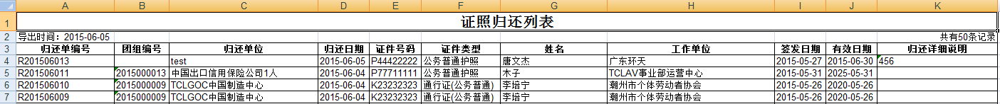 A B C D E F G H I J K
1 证照归还列表
2 导出时间：2015-06-05 共有50条记录
3 归还单编号 团组编号 归还单位 归还日期 证件号码 证件类型 姓名 工作单位 签发日期 有效日期 归还详细说明
4 R201506013 test 2015-06-05 P44422222 公务普通护照 唐文杰 广东环天 2015-05-27 2015-06-30 456
5 R201506011 2015000013 中国出口信用保险公司1人 2015-06-04 P77711111 公务普通护照 木子 TCLAV事业部运营中心 2015-05-31 2025-05-31
6 R201506010 2015000009 TCLGOC中国制造中心 2015-06-04 K23232323 通行证(公务普通) 李培宁 潮州市个体劳动者协会 2015-05-26 2020-05-26
7 R201506009 2015000009 TCLGOC中国制造中心 2015-06-04 K23232323 通行证(公务普通) 李培宁 潮州市个体劳动者协会 2015-05-26 2020-05-26